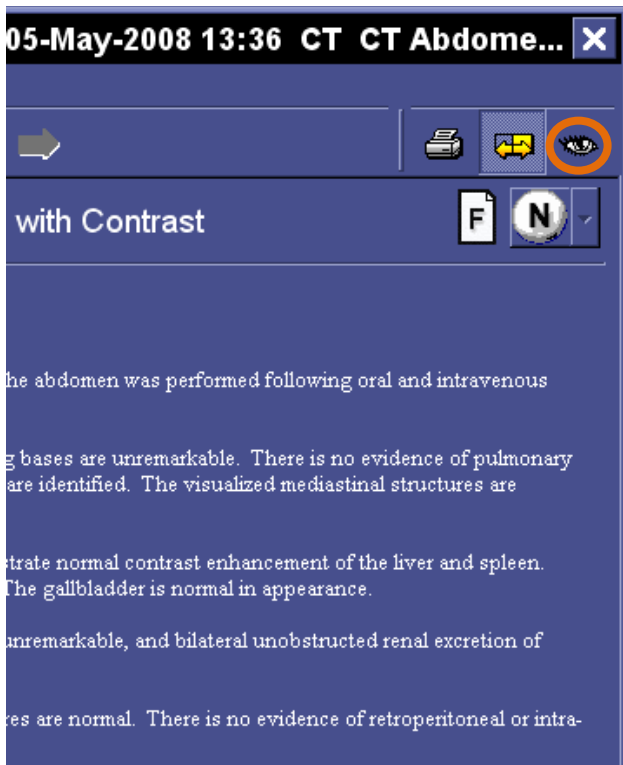 05-May-2008 13:36 CT CT Abdome...
with Contrast F N
he abdomen was performed following oral and intravenous
g bases are unremarkable. There is no evidence of pulmonary
are identified. The visualized mediastinal structures are
strate normal contrast enhancement of the liver and spleen.
The gallbladder is normal in appearance.
unremarkable, and bilateral unobstructed renal excretion of
res are normal. There is no evidence of retroperitoneal or intra-